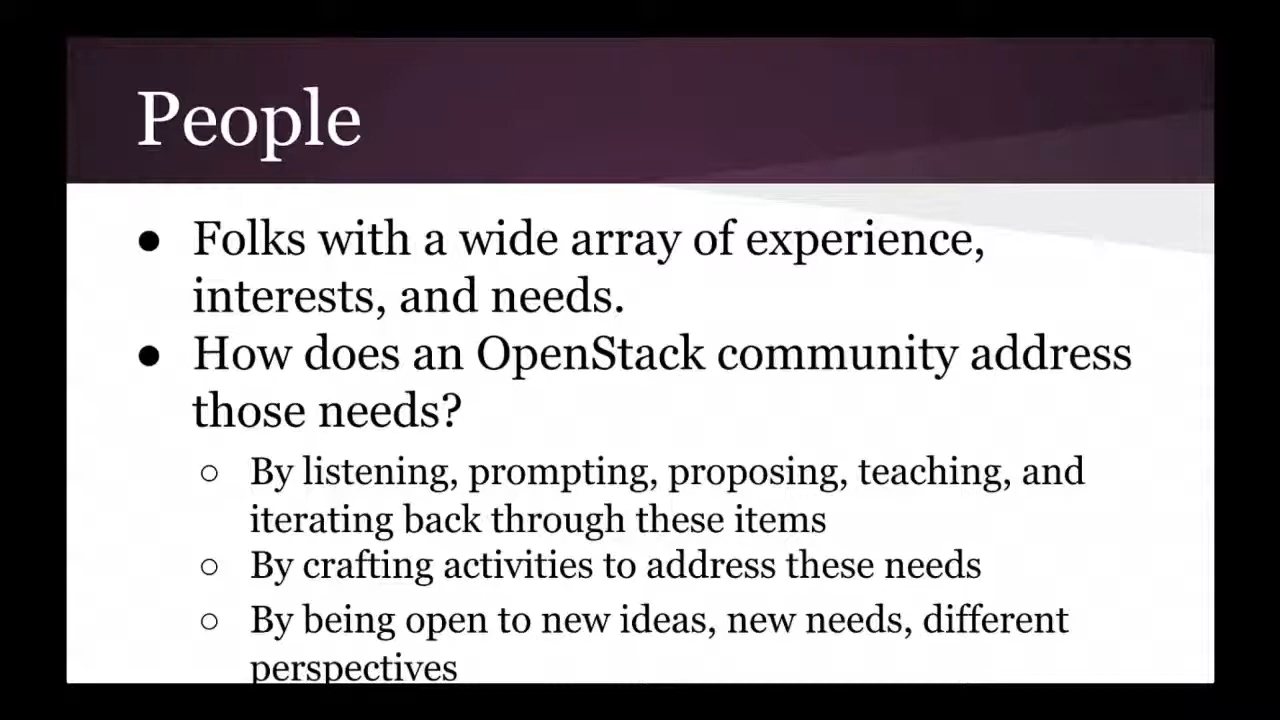 People
● Folks with a wide array of experience,
interests, and needs.
● How does an OpenStack community address
those needs?
○ By listening, prompting, proposing, teaching, and
iterating back through these items
○ By crafting activities to address these needs
○ By being open to new ideas, new needs, different
perspectives